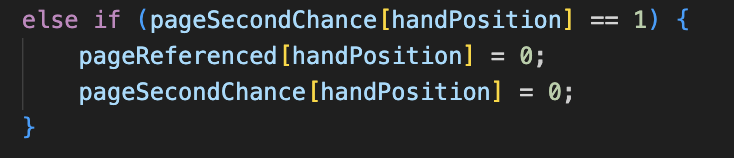 else if (pageSecondChance[handPosition] == 1) {
    pageReferenced[handPosition] = 0;
    pageSecondChance[handPosition] = 0;
}